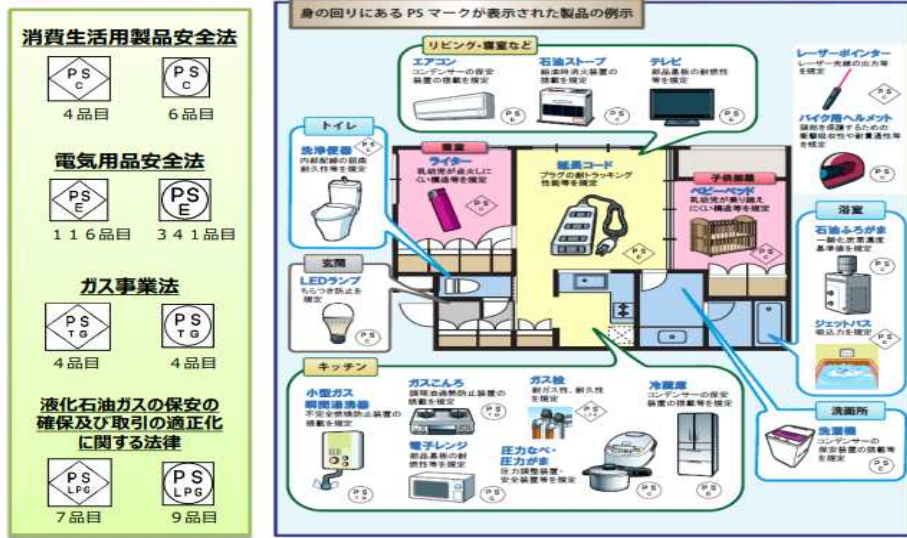 消費生活用製品安全法
PS
C
PS
C
4品目
6品目
電気用品安全法
PS
E
PS
E
116品目
341品目
ガス事業法
PS
TG
PS
TG
4品目
4品目
液化石油ガスの保安の
確保及び取引の適正化
に関する法律
PS
LPG
PS
LPG
7品目
9品目
身の回りにあるPSマークが表示された製品の例示
リビング・寝室など
エアコン
コンデンサーの保安
装置の搭載を規定
石油ストーブ
給油時消火装置の
搭載を規定
テレビ
部品基板の耐燃性
等を規定
レーザーポインター
レーザー光線の出力等
を規定
バイク用ヘルメット
頭部を保護するための
衝撃吸収性や耐貫通性等
を規定
トイレ
洗浄便器
内部配線の屈曲
耐久性等を規定
寝室
ライター
乳幼児が点火しに
くい構造等を規定
延長コード
プラグの耐トラッキング
性能等を規定
子供部屋
ベビーベッド
乳幼児が乗り越え
にくい構造等を規定
浴室
石油ふろがま
一酸化炭素濃度
基準値を規定
ジェットバス
吸込力を規定
玄関
LEDランプ
ちらつき防止を
規定
キッチン
小型ガス
瞬間湯沸器
不完全燃焼防止装置の
搭載を規定
ガスこんろ
調理油過熱防止装置の
搭載を規定
ガス栓
耐ガス性、耐久性
を規定
冷蔵庫
コンデンサーの保安
装置の搭載等を規定
電子レンジ
部品基板の耐
燃性等を規定
圧力なべ・
圧力がま
圧力調整装置・
安全装置等を規定
洗面所
洗濯機
コンデンサーの
保安装置の搭載等
を規定